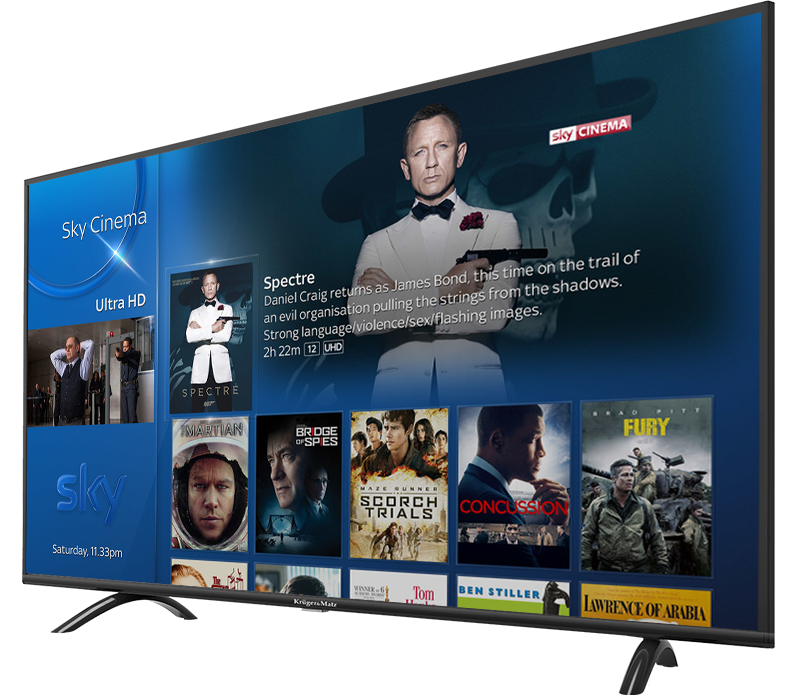 sky CINEMA
Sky Cinema
Ultra HD
Spectre
Daniel Craig returns as James Bond, this time on the trail of
an evil organisation pulling the strings from the shadows.
Strong language/violence/sex/flashing images.
2h 22m 12 UHD
SPECTRE
007
sky
Saturday, 11.33pm
MARTIAN
BRIDGE
OF SPIES
MAZE RUNNER
SCORCH
TRIALS
CONCUSSION
BRAD PITT
FURY
WINNER OF 6
Tom
BEN STILLER
LAWRENCE OF ARABIA
Krüger&Matz